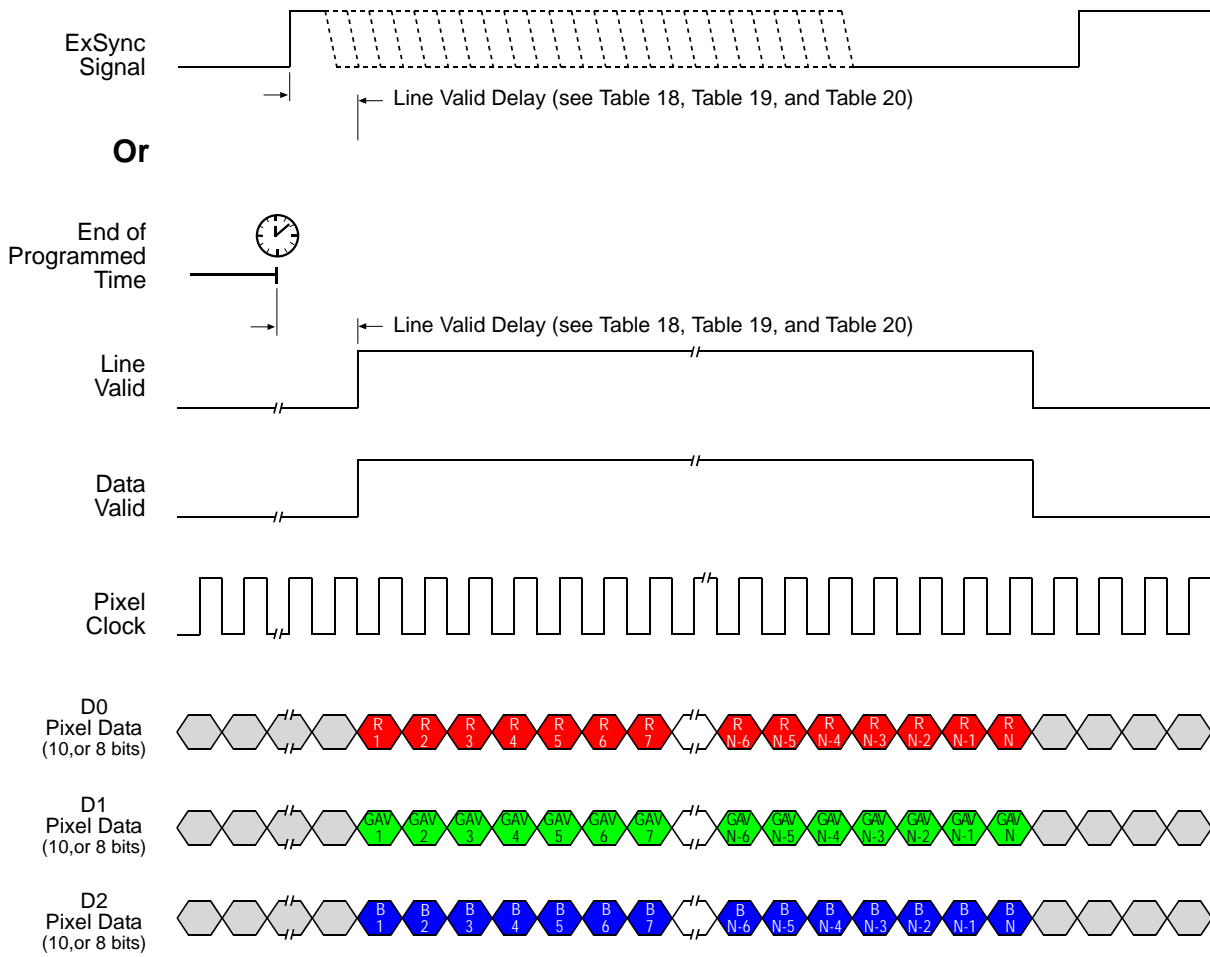 ExSync
Signal
Line Valid Delay (see Table 18, Table 19, and Table 20)
Or
End of
Programmed
Time
Line Valid Delay (see Table 18, Table 19, and Table 20)
Line
Valid
Data
Valid
Pixel
Clock
D0
Pixel Data
(10,or 8 bits)
R R R R R R R R R R R R R R
1 2 3 4 5 6 7 N-6 N-5 N-4 N-3 N-2 N-1 N
D1
Pixel Data
(10,or 8 bits)
GAV GAV GAV GAV GAV GAV GAV GAV GAV GAV GAV GAV GAV GAV
1 2 3 4 5 6 7 N-6 N-5 N-4 N-3 N-2 N-1 N
D2
Pixel Data
(10,or 8 bits)
B B B B B B B B B B B B B B
1 2 3 4 5 6 7 N-6 N-5 N-4 N-3 N-2 N-1 N